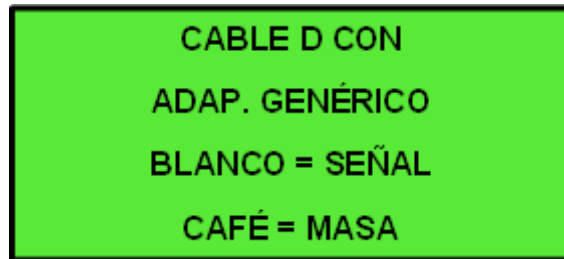 CABLE D CON
ADAP. GENÉRICO
BLANCO = SEÑAL
CAFÉ = MASA